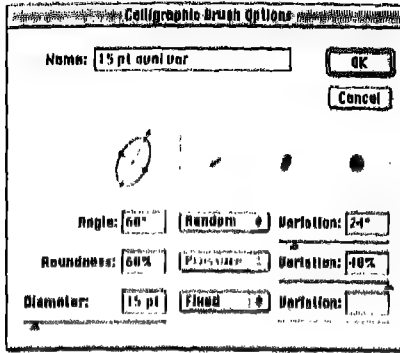 Calligraphic Brush Options
Name: 15 pt ovni var
OK
Cancel
Angle: 60° Random Variation: 24°
Roundness: 60% Pressure Variation: 40%
Diameter: 15 pt Fixed Variation: